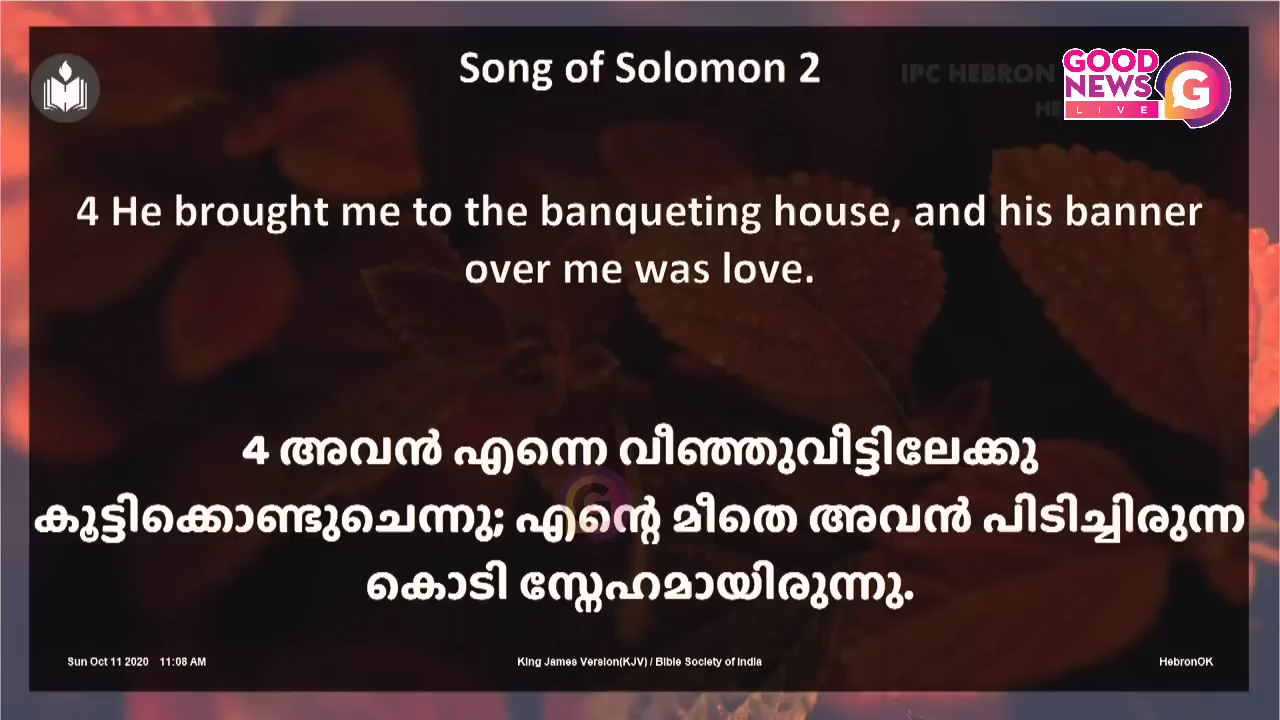 Song of Solomon 2
IPC HEBRON
HE
GOOD
NEWS
LIVE
G
4 He brought me to the banqueting house, and his banner
over me was love.
4 അവൻ എന്നെ വീഞ്ഞുവീട്ടിലേക്കു
കൂട്ടിക്കൊണ്ടുചെന്നു; എന്റെ മീതെ അവൻ പിടിച്ചിരുന്ന
കൊടി സ്നേഹമായിരുന്നു.
Sun Oct 11 2020 11:08 AM
King James Version(KJV) / Bible Society of India
HebronOK